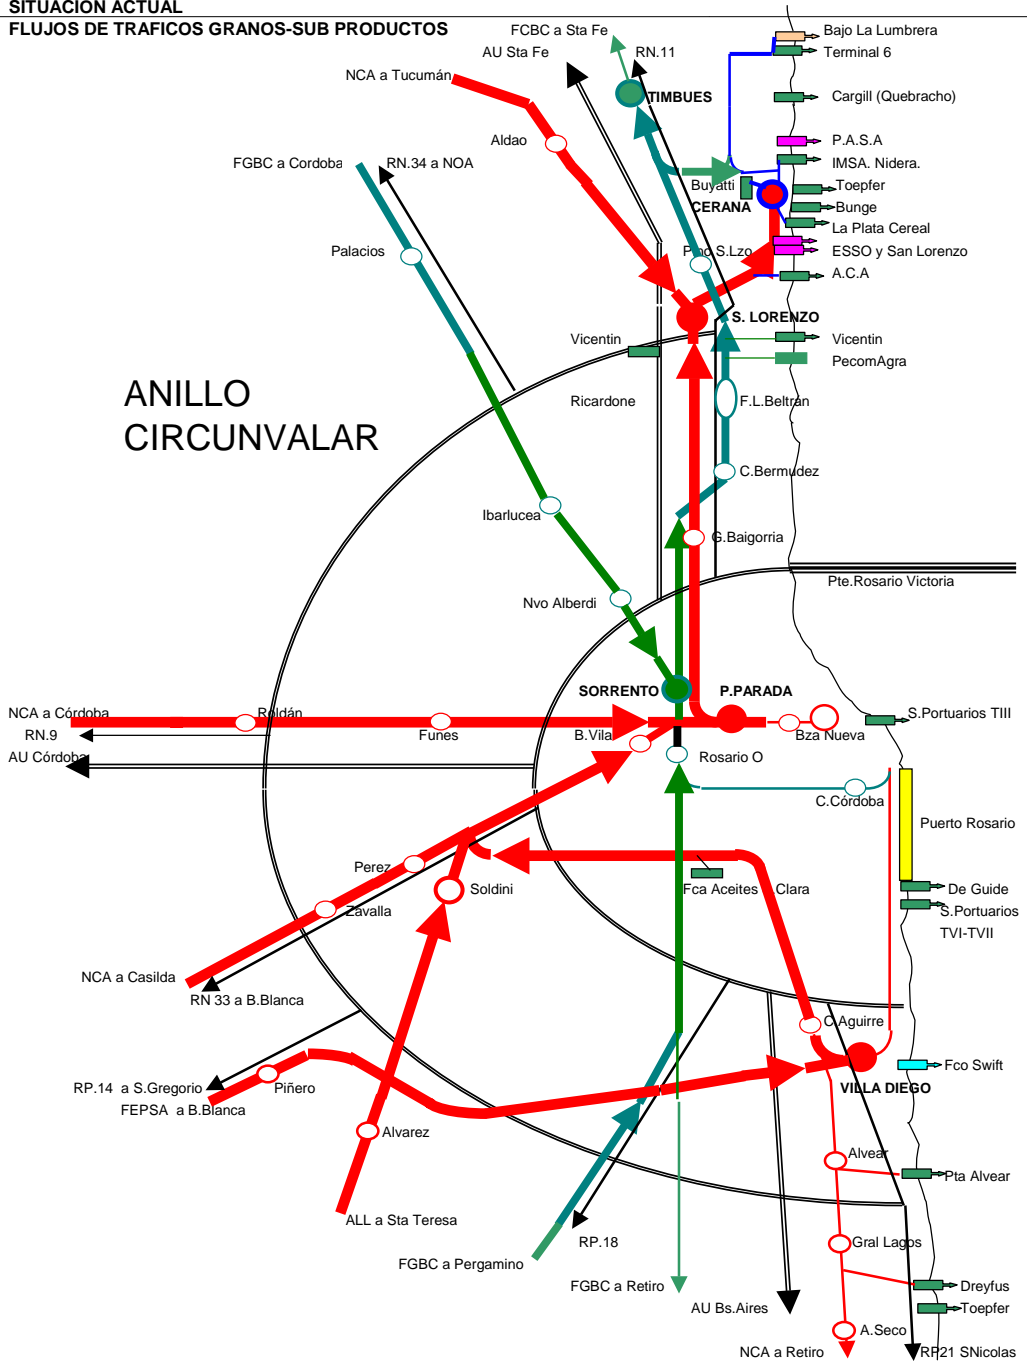 SITUACION ACTUAL
FLUJOS DE TRAFICOS GRANOS-SUB PRODUCTOS
FCBC a Sta Fe
AU Sta Fe
RN.11
Bajo La Lumbrera
Terminal 6
NCA a Tucumán
TIMBUES
Cargill (Quebracho)
Aldao
P.A.S.A
FGBC a Cordoba
RN.34 a NOA
IMSA. Nidera.
Buyatti
Toepfer
CERANA
Bunge
La Plata Cereal
Palacios
Pino S.Lzo
ESSO y San Lorenzo
A.C.A
S. LORENZO
Vicentin
Vicentin
PecomAgra
ANILLO
CIRCUNVALAR
Ricardone
F.L.Beltrán
C.Bermudez
Ibarlucea
G.Baigorria
Pte.Rosario Victoria
Nvo Alberdi
SORRENTO
P.PARADA
NCA a Córdoba
Roldán
S.Portuarios TIII
RN.9
Funes
B.Vila
Bza Nueva
AU Córdoba
Rosario O
C.Córdoba
Puerto Rosario
Perez
Soldini
Fca Aceites
Clara
De Guide
Zavalla
S.Portuarios
TVI-TVII
NCA a Casilda
RN 33 a B.Blanca
C.Aguirre
Fco Swift
RP.14 a S.Gregorio
Piñero
VILLA DIEGO
FEPSA a B.Blanca
Alvarez
Alvear
Pta Alvear
ALL a Sta Teresa
RP.18
Gral Lagos
FGBC a Pergamino
FGBC a Retiro
Dreyfus
AU Bs.Aires
Toepfer
A.Seco
NCA a Retiro
RP21 SNicolas